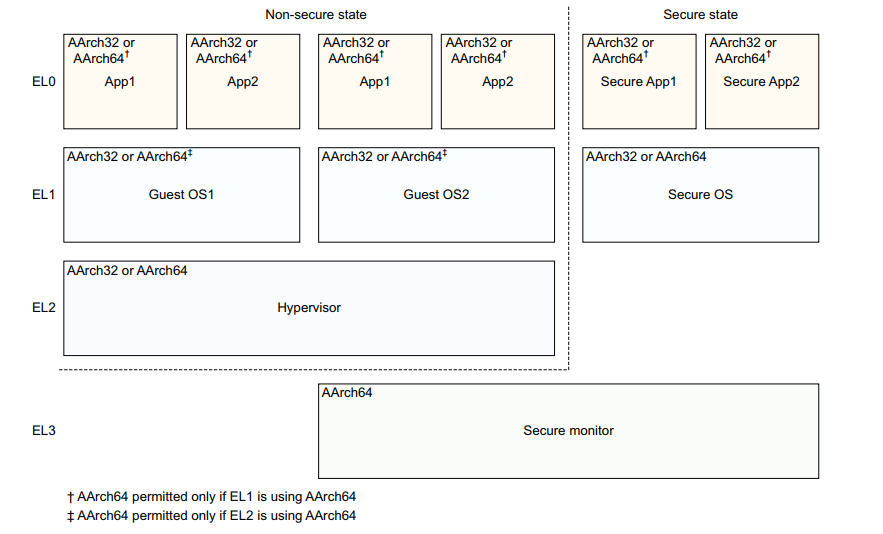 Non-secure state
Secure state
AArch32 or
AArch64†
App1
AArch32 or
AArch64†
App2
AArch32 or
AArch64†
App1
AArch32 or
AArch64†
App2
AArch32 or
AArch64†
Secure App1
AArch32 or
AArch64†
Secure App2
EL0
AArch32 or AArch64‡
Guest OS1
AArch32 or AArch64‡
Guest OS2
AArch32 or AArch64
Secure OS
EL1
AArch32 or AArch64
Hypervisor
EL2
AArch64
Secure monitor
EL3
† AArch64 permitted only if EL1 is using AArch64
‡ AArch64 permitted only if EL2 is using AArch64